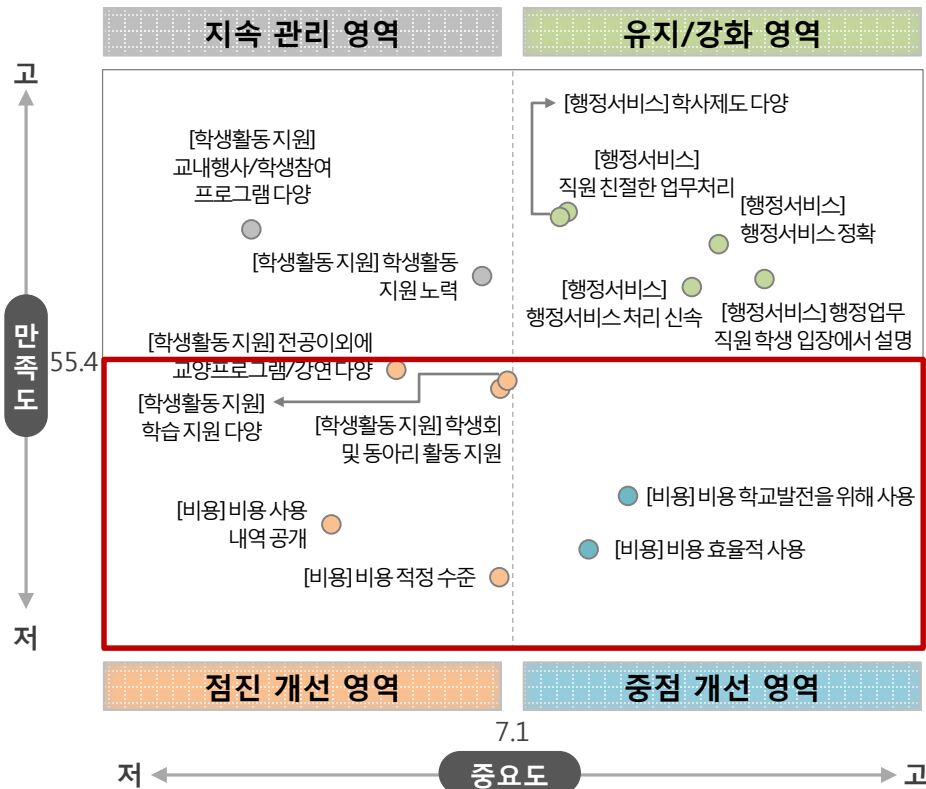 지속 관리 영역
유지/강화 영역
고
[행정서비스] 학사제도 다양
[학생활동 지원]
교내행사/학생참여
프로그램 다양
[행정서비스]
직원 친절한 업무처리
[행정서비스]
행정서비스 정확
[학생활동 지원] 학생활동
지원 노력
[행정서비스]
행정서비스 처리 신속
[행정서비스] 행정업무
직원 학생 입장에서 설명
만족도
55.4
[학생활동 지원] 전공이외에
교양프로그램/강연 다양
[학생활동 지원]
학습 지원 다양
[학생활동 지원] 학생회
및 동아리 활동 지원
[비용] 비용 사용
내역 공개
[비용] 비용 학교발전을 위해 사용
[비용] 비용 효율적 사용
[비용] 비용 적정 수준
저
점진 개선 영역
중점 개선 영역
7.1
저
중요도
고